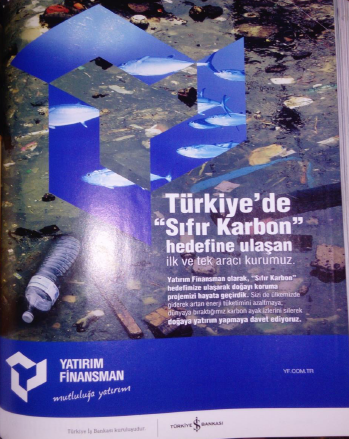 Türkiye'de
“Sıfır Karbon”
hedefine ulaşan
ilk ve tek aracı kurumuz.
Yatırım Finansman olarak, “Sıfır Karbon”
hedefimize ulaşarak doğayı koruma
projemizi hayata geçirdik. Sizi de ülkemizde
giderek artan enerji tüketimini azaltmaya,
dünyaya bıraktığımız karbon ayak izlerini silerek
doğaya yatırım yapmaya davet ediyoruz.
YATIRIM
FİNANSMAN
mutluluğa yatırım
YF.COM.TR
Türkiye İş Bankası kuruluşudur
TÜRKİYE İŞ BANKASI